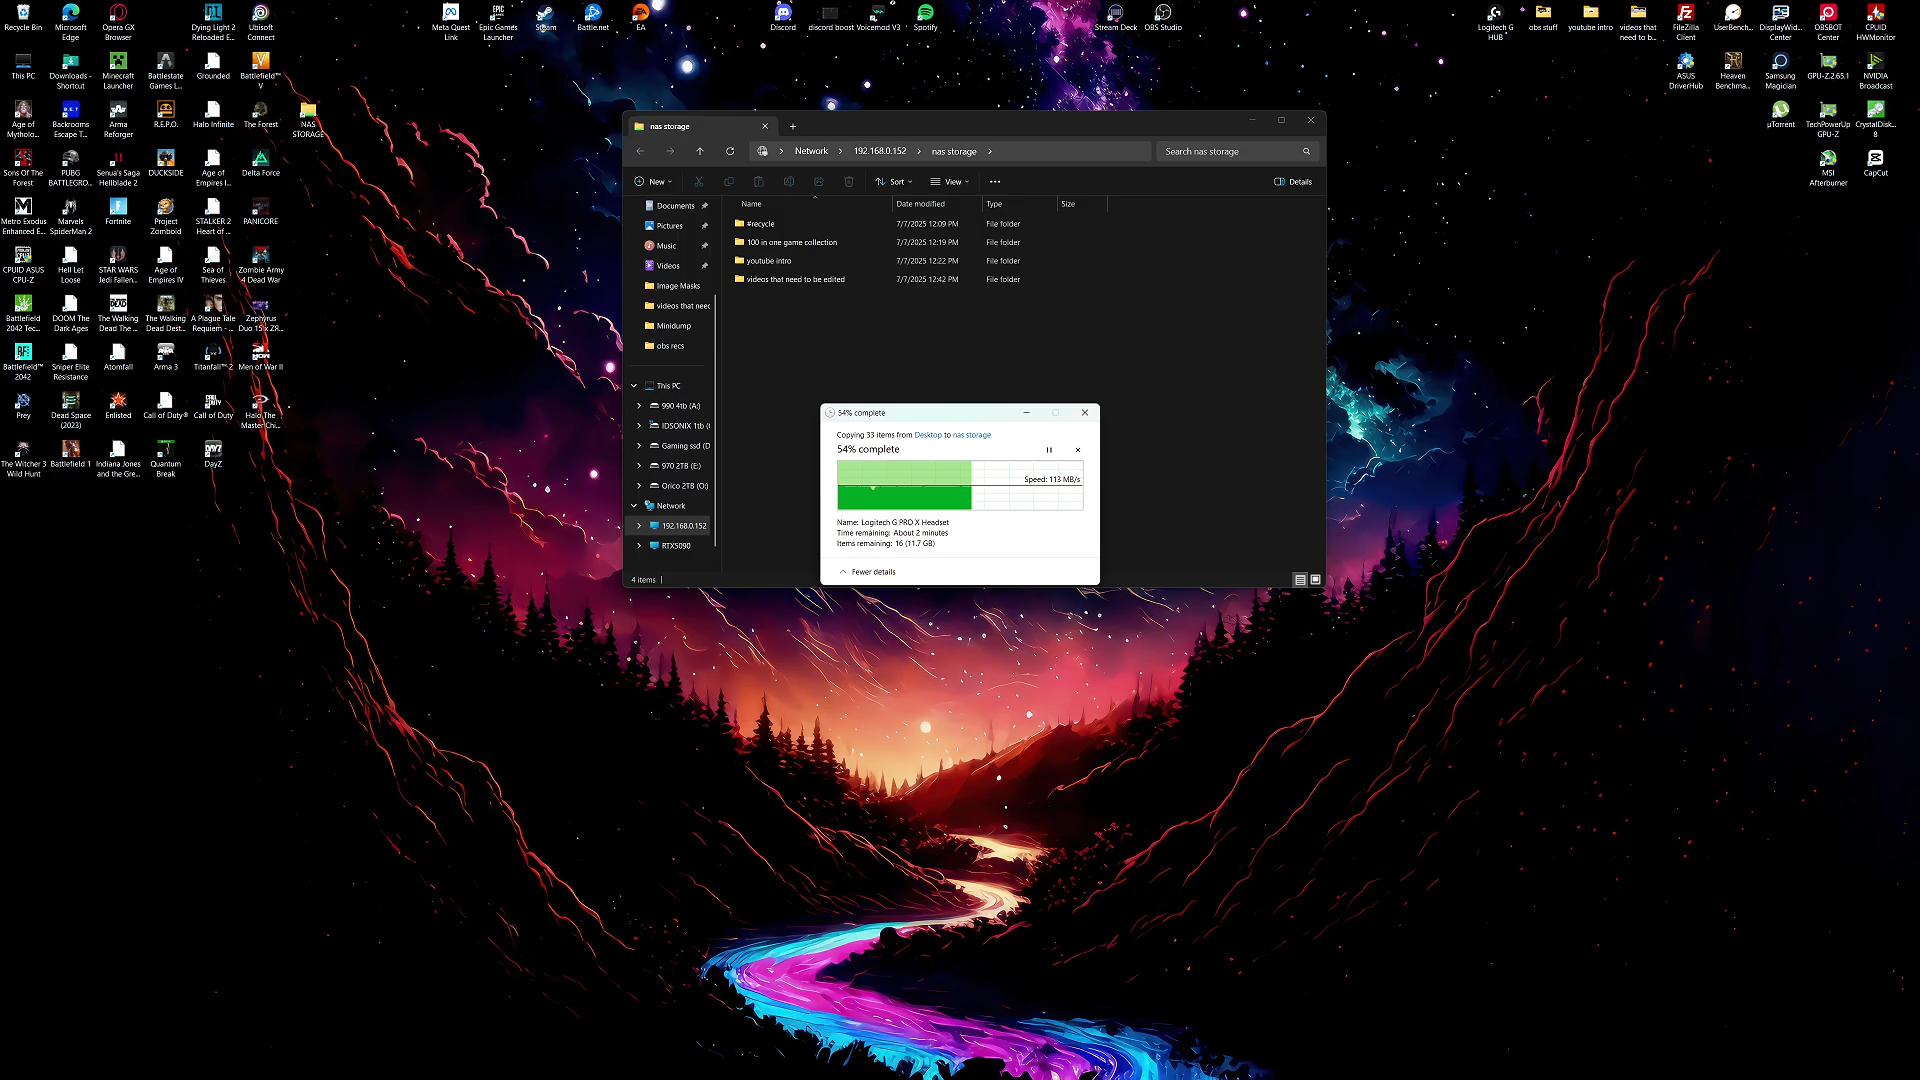 Recycle Bin
Microsoft
Edge
Opera GX
Browser
Dying Light 2
Reloaded E...
Ubisoft
Connect
Meta Quest
Link
Epic Games
Launcher
Steam
Battle.net
EA
Discord
discord boost
Voicemod V3
Spotify
Stream Deck
OBS Studio
Logitech G
HUB
obs stuff
youtube intro
videos that
need to b...
FileZilla
Client
UserBench...
DisplayWid...
Center
OBSBOT
Center
CPUID
HWMonitor
This PC
Downloads -
Shortcut
Minecraft
Launcher
Battlestate
Games L...
Grounded
Battlefield™
V
ASUS
DriverHub
Heaven
Benchma...
Samsung
Magician
GPU-Z.2.65.1
NVIDIA
Broadcast
Age of
Mytholo...
Backrooms
Escape T...
Arma
Reforger
R.E.P.O.
Halo Infinite
The Forest
NAS
STORAGE
µTorrent
TechPowerUp
GPU-Z
CrystalDisk...
8
Sons Of The
Forest
PUBG
BATTLEGRO...
Senua's Saga
Hellblade 2
DUCKSIDE
Age of
Empires I...
Delta Force
MSI
Afterburner
CapCut
Metro Exodus
Enhanced E...
Marvels
SpiderMan 2
Fortnite
Project
Zomboid
STALKER 2
Heart of ...
PANICORE
CPUID ASUS
CPU-Z
Hell Let
Loose
STAR WARS
Jedi Fallen...
Age of
Empires IV
Sea of
Thieves
Zombie Army
4 Dead War
Battlefield
2042 Tec...
DOOM The
Dark Ages
The Walking
Dead The ...
The Walking
Dead Dest...
A Plague Tale
Requiem - ...
Zephyrus
Duo 15 x ZR...
Battlefield™
2042
Sniper Elite
Resistance
Atomfall
Arma 3
Titanfall™ 2
Men of War II
Prey
Dead Space
(2023)
Enlisted
Call of Duty®
Call of Duty
Halo The
Master Chi...
The Witcher 3
Wild Hunt
Battlefield 1
Indiana Jones
and the Gre...
Quantum
Break
DayZ
nas storage
Network
192.168.0.152
nas storage
Search nas storage
New
Sort
View
Details
Name
Date modified
Type
Size
#recycle
7/7/2025 12:09 PM
File folder
100 in one game collection
7/7/2025 12:19 PM
File folder
youtube intro
7/7/2025 12:22 PM
File folder
videos that need to be edited
7/7/2025 12:42 PM
File folder
Documents
Pictures
Music
Videos
Image Masks
videos that need
Minidump
obs recs
This PC
990 4tb (A:)
IDSONIX 1tb (
Gaming ssd (D
970 2TB (E:)
Orico 2TB (O:)
Network
192.168.0.152
RTX5090
4 items
54% complete
Copying 33 items from Desktop to nas storage
54% complete
Speed: 113 MB/s
Name: Logitech G PRO X Headset
Time remaining: About 2 minutes
Items remaining: 16 (11.7 GB)
Fewer details